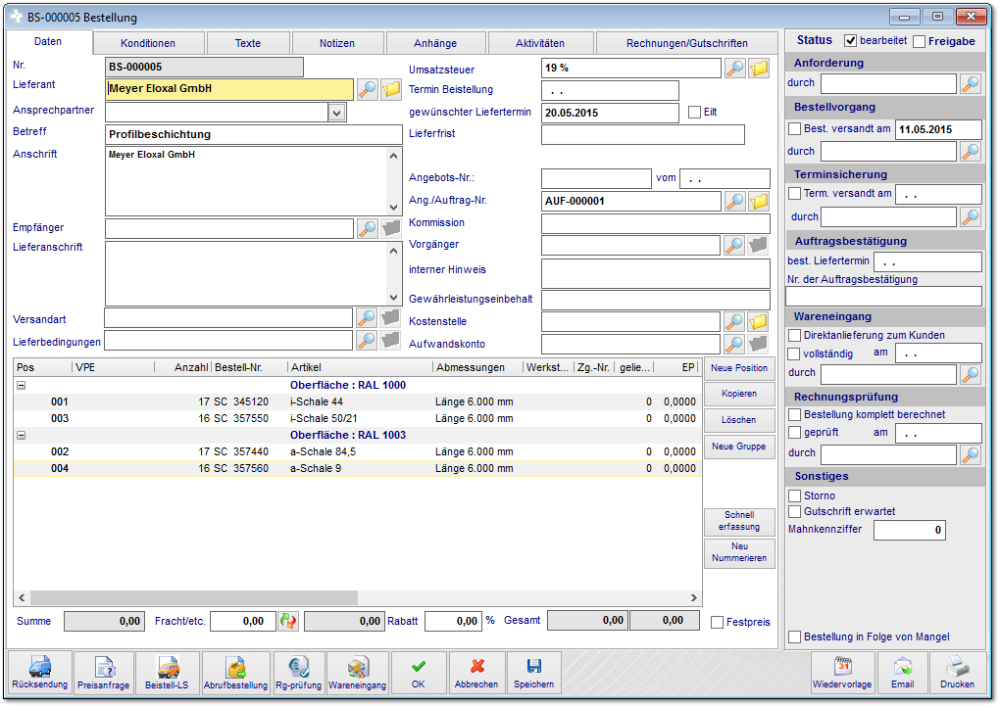 BS-000005 Bestellung
Daten Konditionen Texte Notizen Anhänge Aktivitäten Rechnungen/Gutschriften
Nr. BS-000005
Lieferant Meyer Eloxal GmbH
Ansprechpartner
Betreff Profilbeschichtung
Anschrift Meyer Eloxal GmbH
Empfänger
Lieferanschrift
Versandart
Lieferbedingungen
Umsatzsteuer 19 %
Termin Beistellung . .
gewünschter Liefertermin 20.05.2015 Eilt
Lieferfrist
Angebots-Nr.: vom . .
Ang./Auftrag-Nr. AUF-000001
Kommission
Vorgänger
interner Hinweis
Gewährleistungseinbehalt
Kostenstelle
Aufwandskonto
Pos VPE Anzahl Bestell-Nr. Artikel Abmessungen Werkst... Zg.-Nr. gelie... EP
Oberfläche : RAL 1000
001 17 SC 345120 i-Schale 44 Länge 6.000 mm 0 0,0000
003 16 SC 357550 i-Schale 50/21 Länge 6.000 mm 0 0,0000
Oberfläche : RAL 1003
002 17 SC 357440 a-Schale 84,5 Länge 6.000 mm 0 0,0000
004 16 SC 357560 a-Schale 9 Länge 6.000 mm 0 0,0000
Neue Position
Kopieren
Löschen
Neue Gruppe
Schnell
erfassung
Neu
Nummerieren
Summe 0,00 Fracht/etc. 0,00 0,00 Rabatt 0,00 % Gesamt 0,00 0,00 Festpreis
Status bearbeitet Freigabe
Anforderung
durch
Bestellvorgang
Best. versandt am 11.05.2015
durch
Terminsicherung
Term. versandt am . .
durch
Auftragsbestätigung
best. Liefertermin . .
Nr. der Auftragsbestätigung
Wareneingang
Direktanlieferung zum Kunden
vollständig am . .
durch
Rechnungsprüfung
Bestellung komplett berechnet
geprüft am . .
durch
Sonstiges
Storno
Gutschrift erwartet
Mahnkennziffer 0
Bestellung in Folge von Mangel
Rücksendung Preisanfrage Beistell-LS Abrufbestellung Rg-prüfung Wareneingang OK Abbrechen Speichern Wiedervorlage Email Drucken